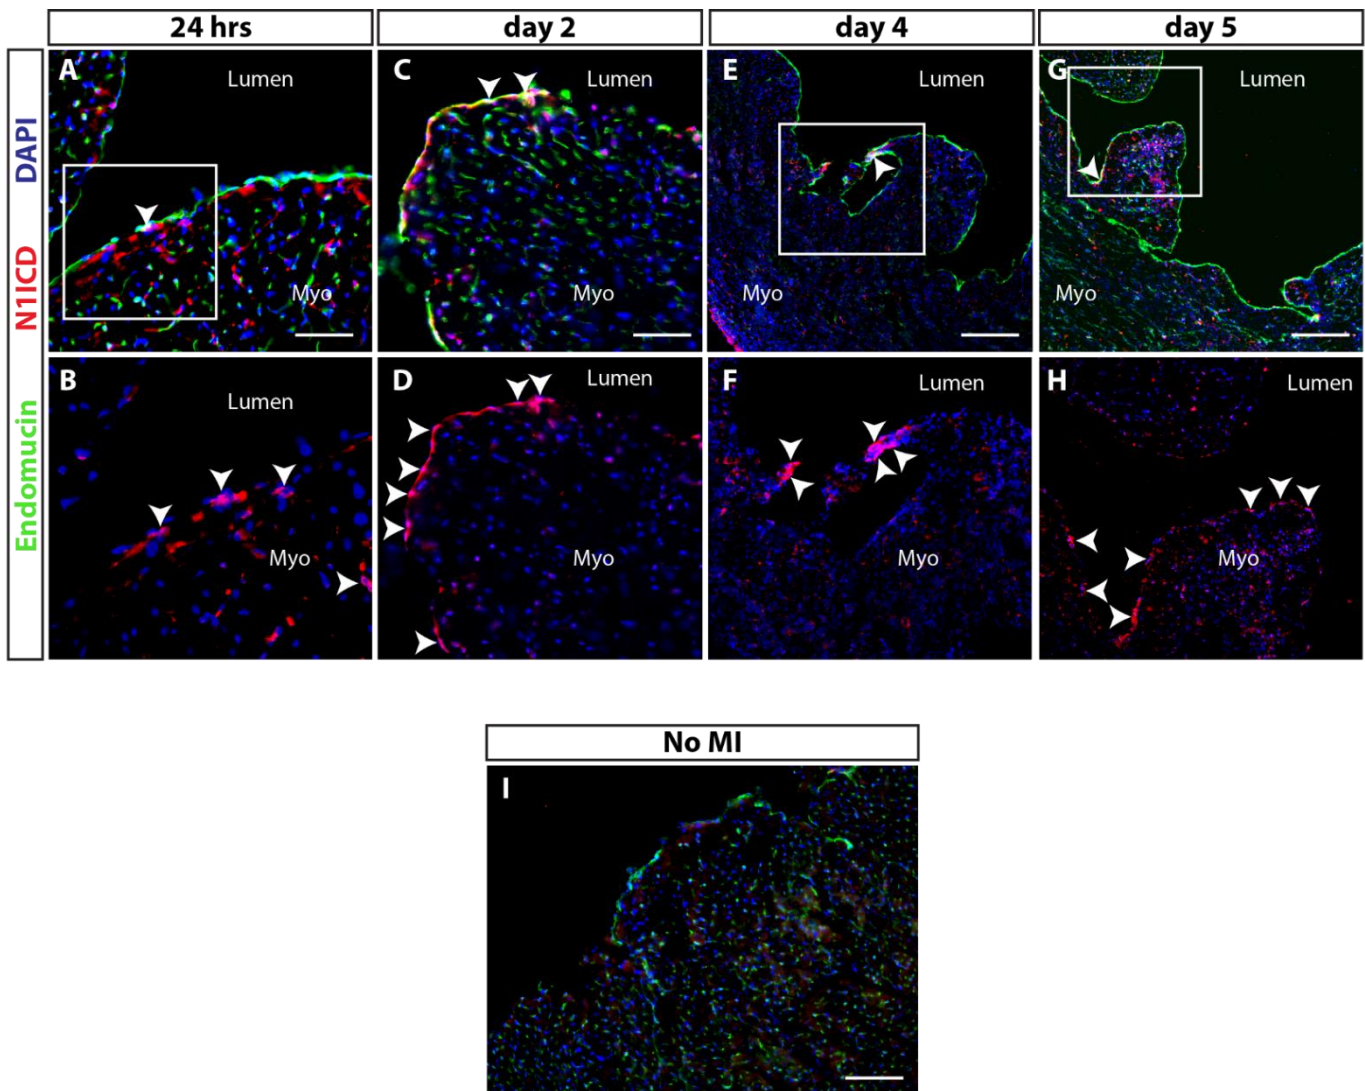 24 hrs
day 2
day 4
day 5
Endomucin N1ICD DAPI
A
Lumen
Myo
C
Lumen
Myo
E
Lumen
Myo
G
Lumen
Myo
B
Lumen
Myo
D
Lumen
Myo
F
Lumen
Myo
H
Lumen
Myo
No MI
I